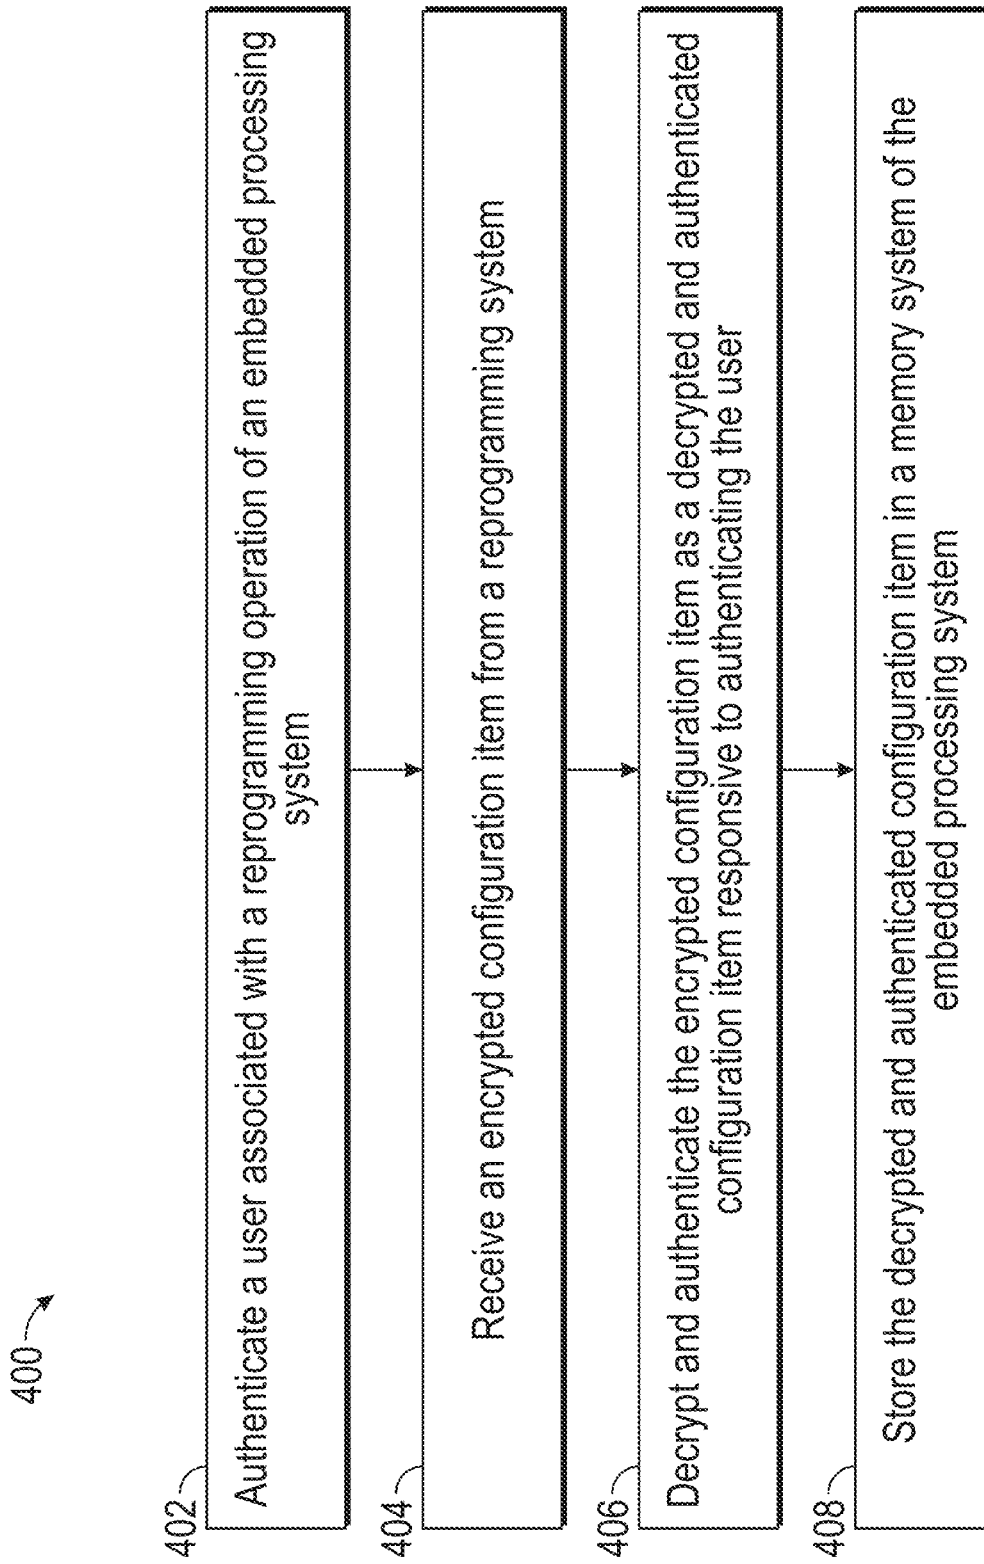 400
402
Authenticate a user associated with a reprogramming operation of an embedded processing
system
404
Receive an encrypted configuration item from a reprogramming system
406
Decrypt and authenticate the encrypted configuration item as a decrypted and authenticated
configuration item responsive to authenticating the user
408
Store the decrypted and authenticated configuration item in a memory system of the
embedded processing system